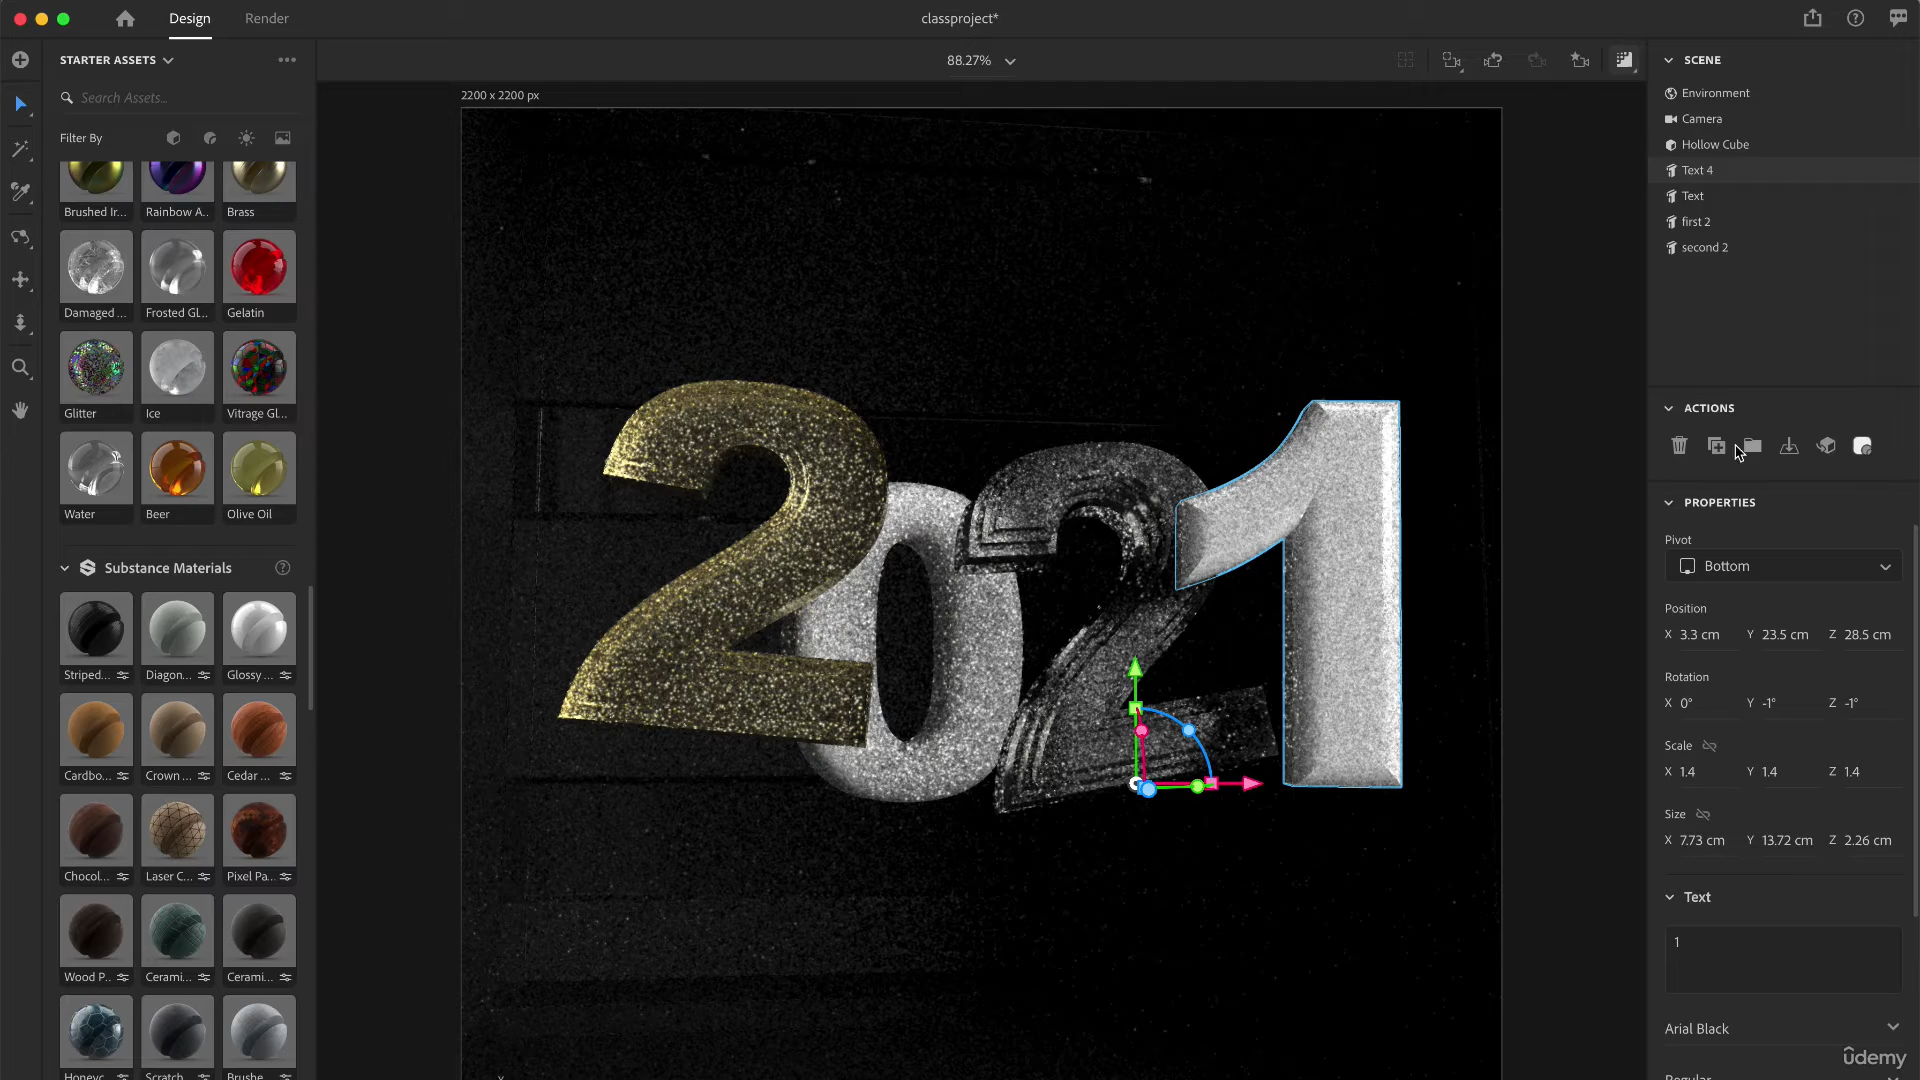 Design
Render
classproject*
STARTER ASSETS
88.27%
SCENE
Search Assets...
2200 x 2200 px
Environment
Camera
Filter By
Hollow Cube
Text 4
Text
Brushed Ir...
Rainbow A..
Brass
first 2
second 2
Damaged ...
Frosted Gl...
Gelatin
ACTIONS
Glitter
Ice
Vitrage Gl...
PROPERTIES
Water
Beer
Olive Oil
Pivot
Bottom
Substance Materials
Position
X 3.3 cm Y 23.5 cm Z 28.5 cm
Striped...
Diagon...
Glossy ...
Rotation
X 0° Y -1° Z -1°
Scale
Cardbo...
Crown ...
Cedar ...
X 1.4 Y 1.4 Z 1.4
Size
X 7.73 cm Y 13.72 cm Z 2.26 cm
Chocol...
Laser C...
Pixel Pa...
Text
1
Wood P..
Cerami...
Cerami...
Arial Black
Honeyc
Scratch
Brushe
Regular
ûdemy
2021